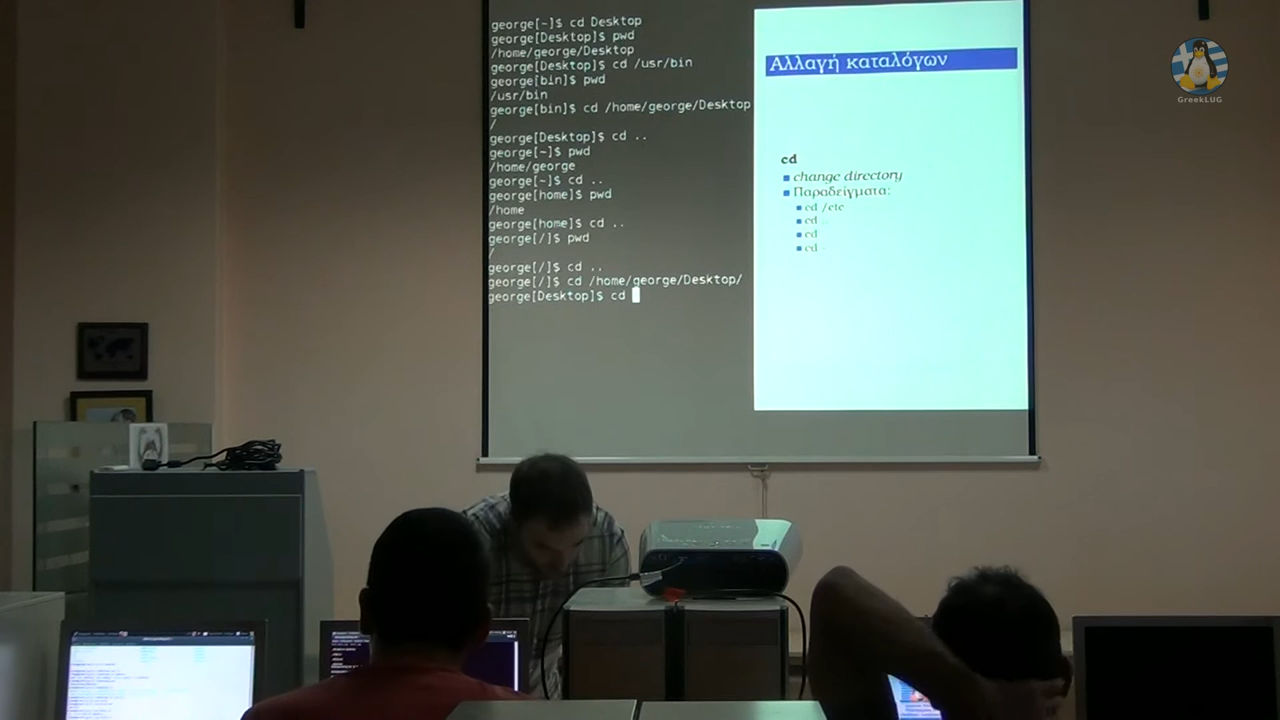 george[~]$ cd Desktop
george[Desktop]$ pwd
/home/george/Desktop
george[Desktop]$ cd /usr/bin
george[bin]$ pwd
/usr/bin
george[bin]$ cd /home/george/Desktop
/
george[Desktop]$ cd ..
george[~]$ pwd
/home/george
george[~]$ cd ..
george[home]$ pwd
/home
george[home]$ cd ..
george[/]$ pwd
/
george[/]$ cd ..
george[/]$ cd /home/george/Desktop/
george[Desktop]$ cd
Αλλαγή καταλόγων
cd
change directory
Παραδείγματα:
cd /etc
cd ..
cd
cd -
GreekLUG